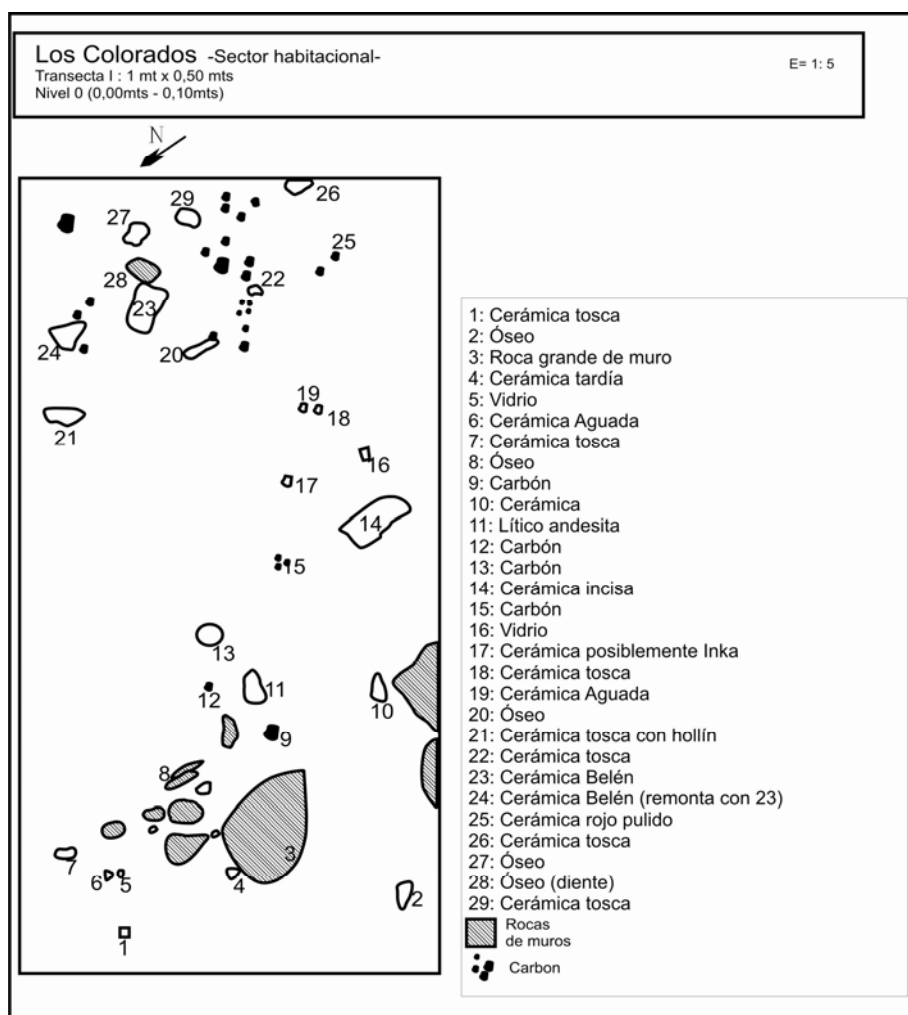 Los Colorados -Sector habitacional-
E= 1: 5
Transecta I : 1 mt x 0,50 mts
Nivel 0 (0,00mts - 0,10mts)
N
26
29
27
25
28
22
23
24
20
19
18
21
16
17
14
15
13
12
11
10
9
8
7
6
5
4
3
2
1
1: Cerámica tosca
2: Óseo
3: Roca grande de muro
4: Cerámica tardía
5: Vidrio
6: Cerámica Aguada
7: Cerámica tosca
8: Óseo
9: Carbón
10: Cerámica
11: Lítico andesita
12: Carbón
13: Carbón
14: Cerámica incisa
15: Carbón
16: Vidrio
17: Cerámica posiblemente Inka
18: Cerámica tosca
19: Cerámica Aguada
20: Óseo
21: Cerámica tosca con hollín
22: Cerámica tosca
23: Cerámica Belén
24: Cerámica Belén (remonta con 23)
25: Cerámica rojo pulido
26: Cerámica tosca
27: Óseo
28: Óseo (diente)
29: Cerámica tosca
Rocas
de muros
Carbon